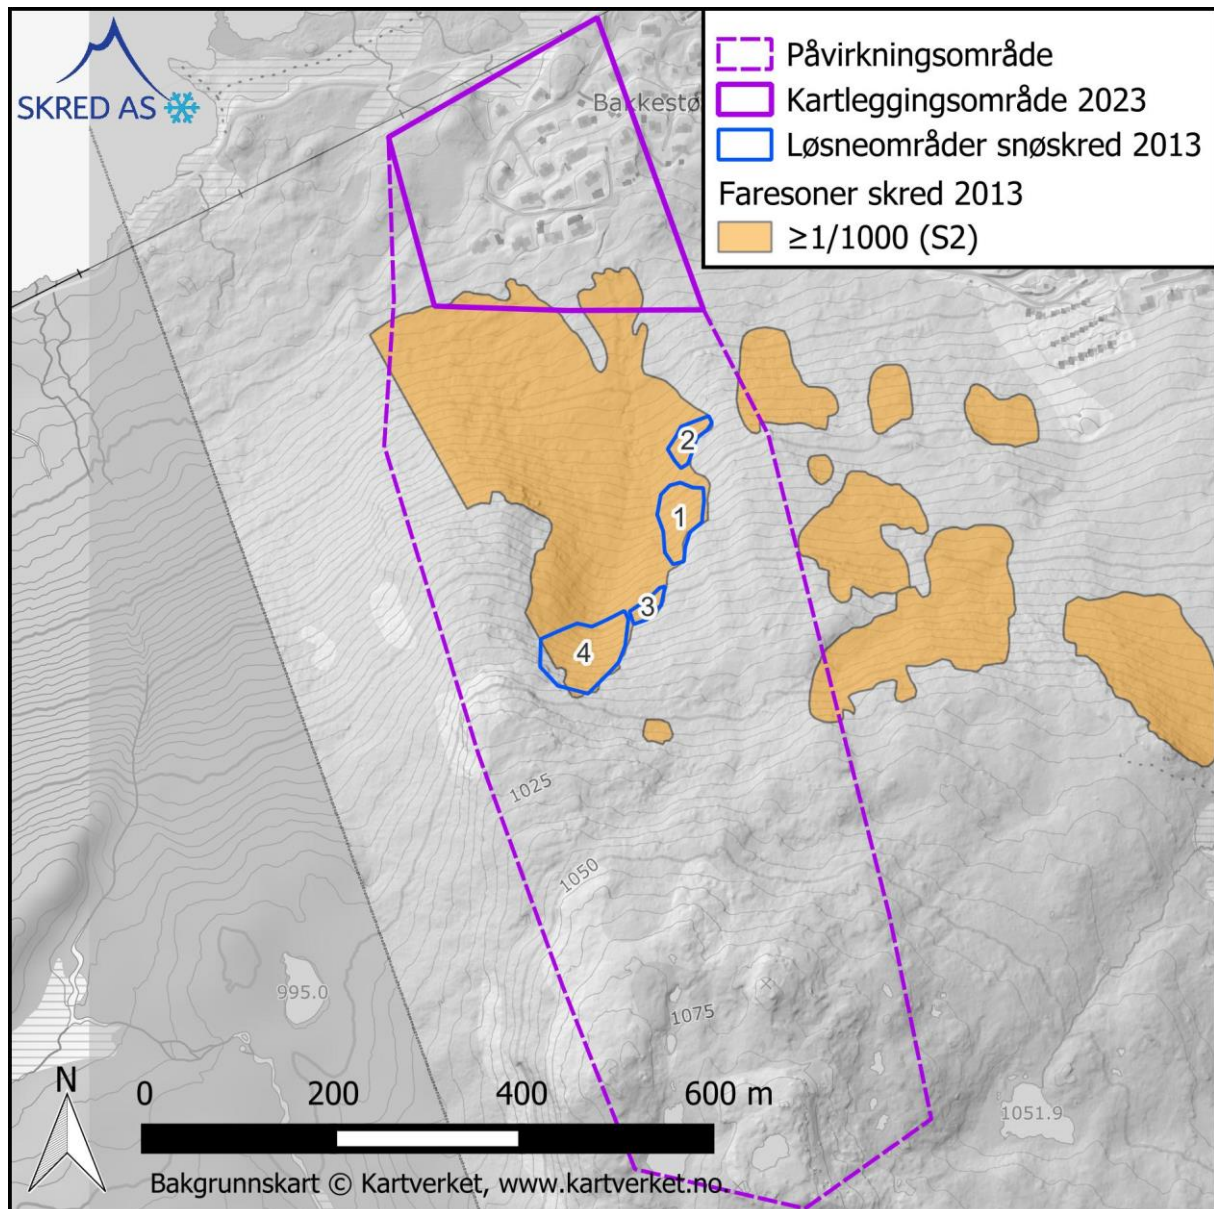 SKRED AS
Bakkestø
Påvirkningsområde
Kartleggingsområde 2023
Løsneområder snøskred 2013
Faresoner skred 2013
≥1/1000 (S2)
2
1
3
4
1025
1050
995.0
1075
1051.9
N
0 200 400 600 m
Bakgrunnskart © Kartverket, www.kartverket.no.